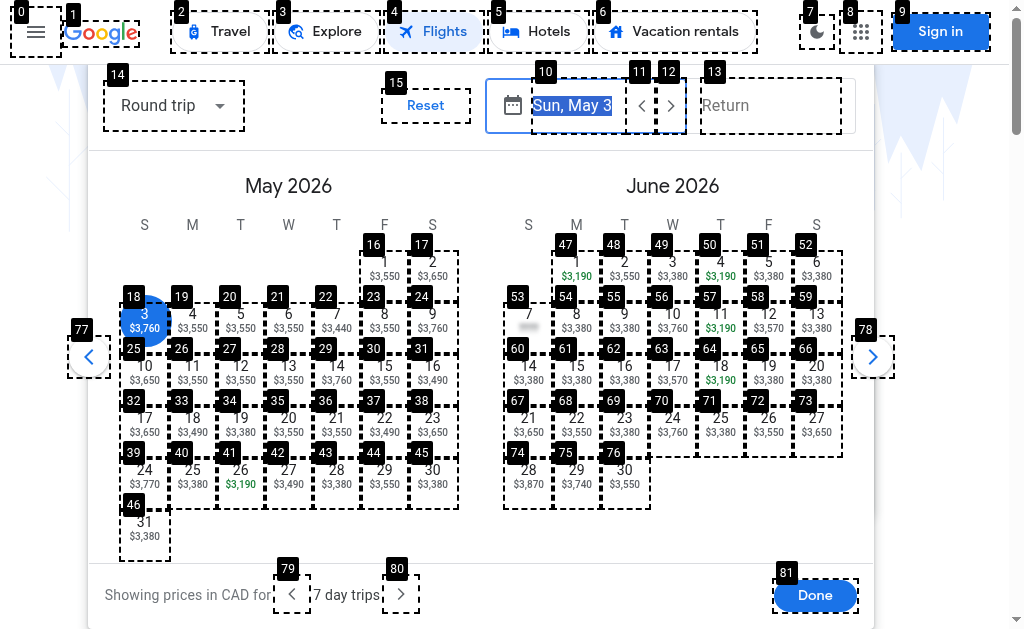 0 1 2 3 4 5 6 7 8 9
Google Travel Explore Flights Hotels Vacation rentals Sign in
14 15 10 11 12 13
Round trip Reset Sun, May 3 Return
May 2026 June 2026
S M T W T F S S M T W T F S
16 17 47 48 49 50 51 52
1 2 1 2 3 4 5 6
$3,550 $3,650 $3,190 $3,550 $3,380 $3,190 $3,380 $3,380
18 19 20 21 22 23 24 53 54 55 56 57 58 59
3 4 5 6 7 8 9 7 8 9 10 11 12 13
$3,760 $3,550 $3,550 $3,550 $3,440 $3,550 $3,760 $3,380 $3,380 $3,760 $3,190 $3,570 $3,380
77 25 26 27 28 29 30 31 60 61 62 63 64 65 66 78
10 11 12 13 14 15 16 14 15 16 17 18 19 20
$3,650 $3,550 $3,550 $3,550 $3,760 $3,550 $3,490 $3,380 $3,380 $3,380 $3,570 $3,190 $3,380 $3,380
32 33 34 35 36 37 38 67 68 69 70 71 72 73
17 18 19 20 21 22 23 21 22 23 24 25 26 27
$3,650 $3,490 $3,380 $3,550 $3,550 $3,490 $3,650 $3,650 $3,550 $3,380 $3,760 $3,380 $3,550 $3,650
39 40 41 42 43 44 45 74 75 76
24 25 26 27 28 29 30 28 29 30
$3,770 $3,380 $3,190 $3,490 $3,380 $3,550 $3,380 $3,870 $3,740 $3,550
46
31
$3,380
79 80 81
Showing prices in CAD for 7 day trips Done